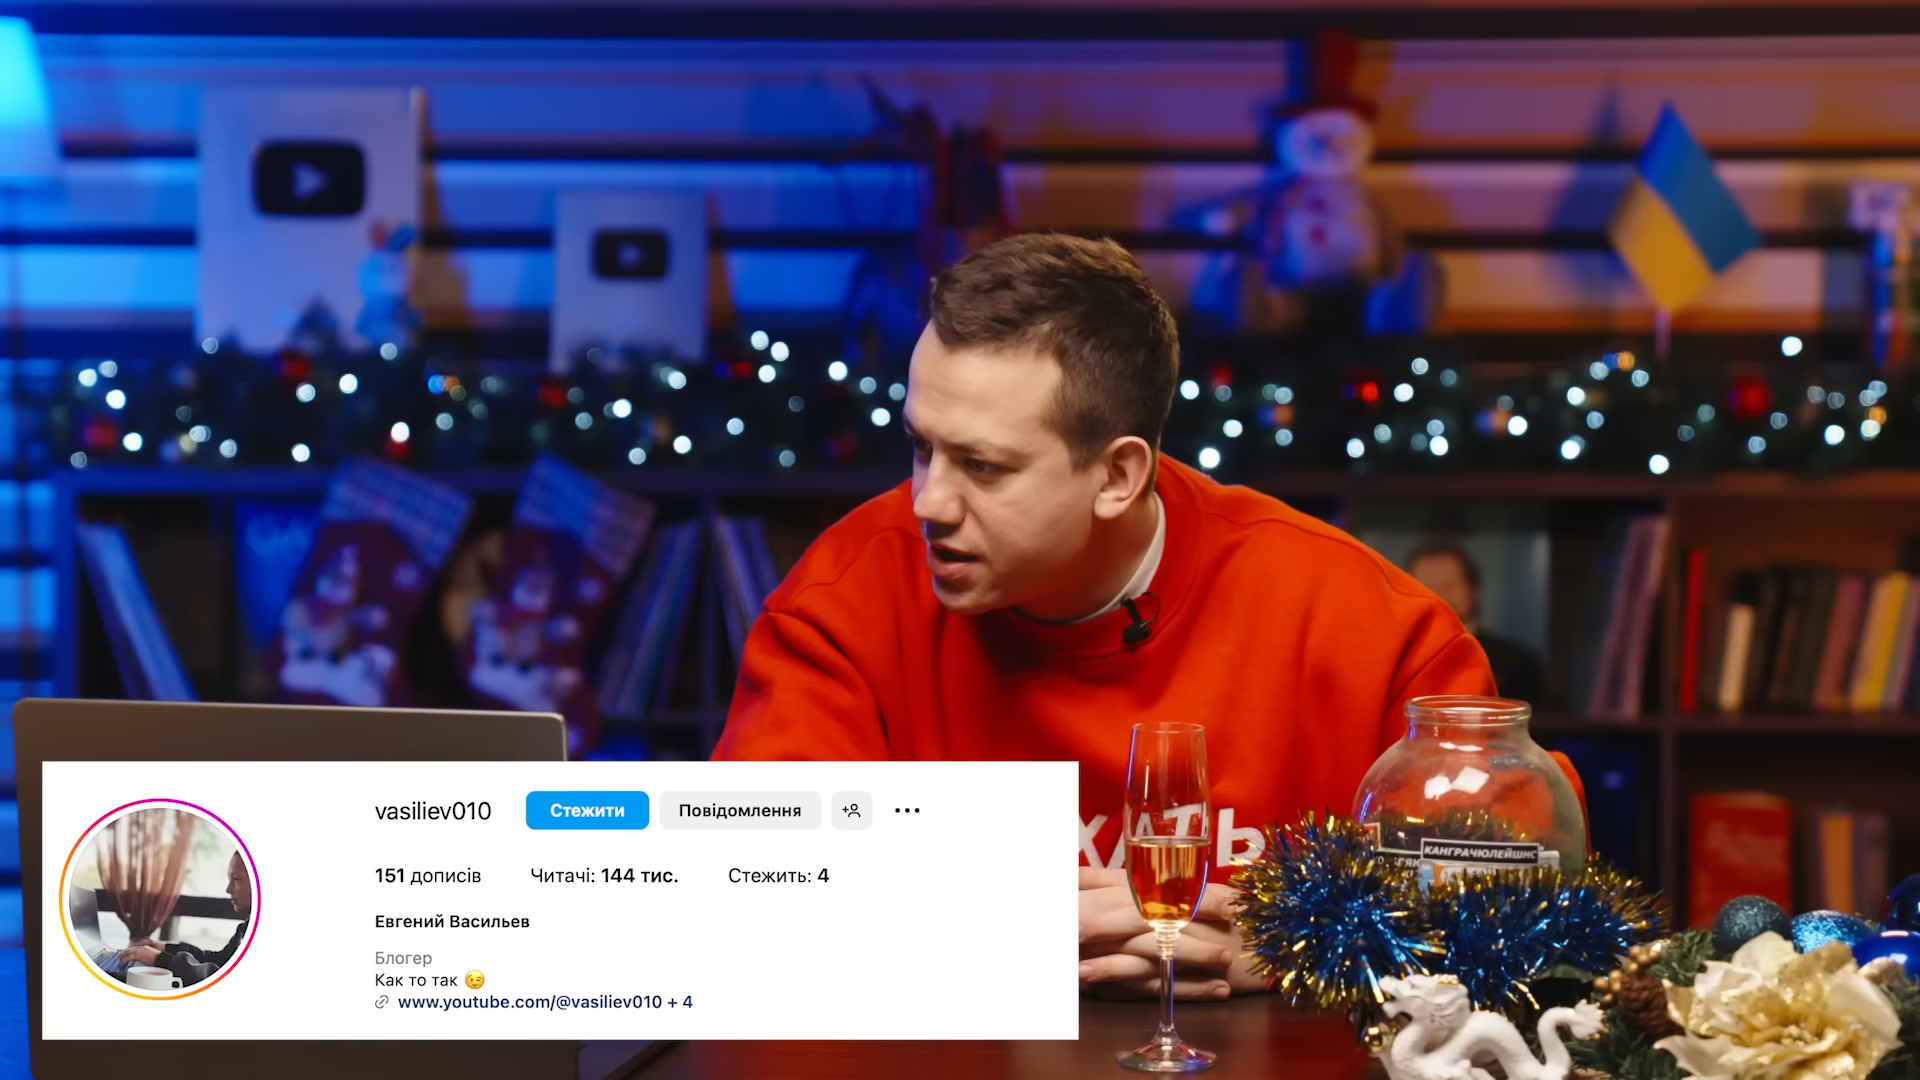 vasiliev010
Стежити
Повідомлення
151 дописів
Читачі: 144 тис.
Стежить: 4
Евгений Васильев
Блогер
Как то так 😉
www.youtube.com/@vasiliev010 + 4
ХАТЬ
КАНГРАЧЮЛЕЙШНС